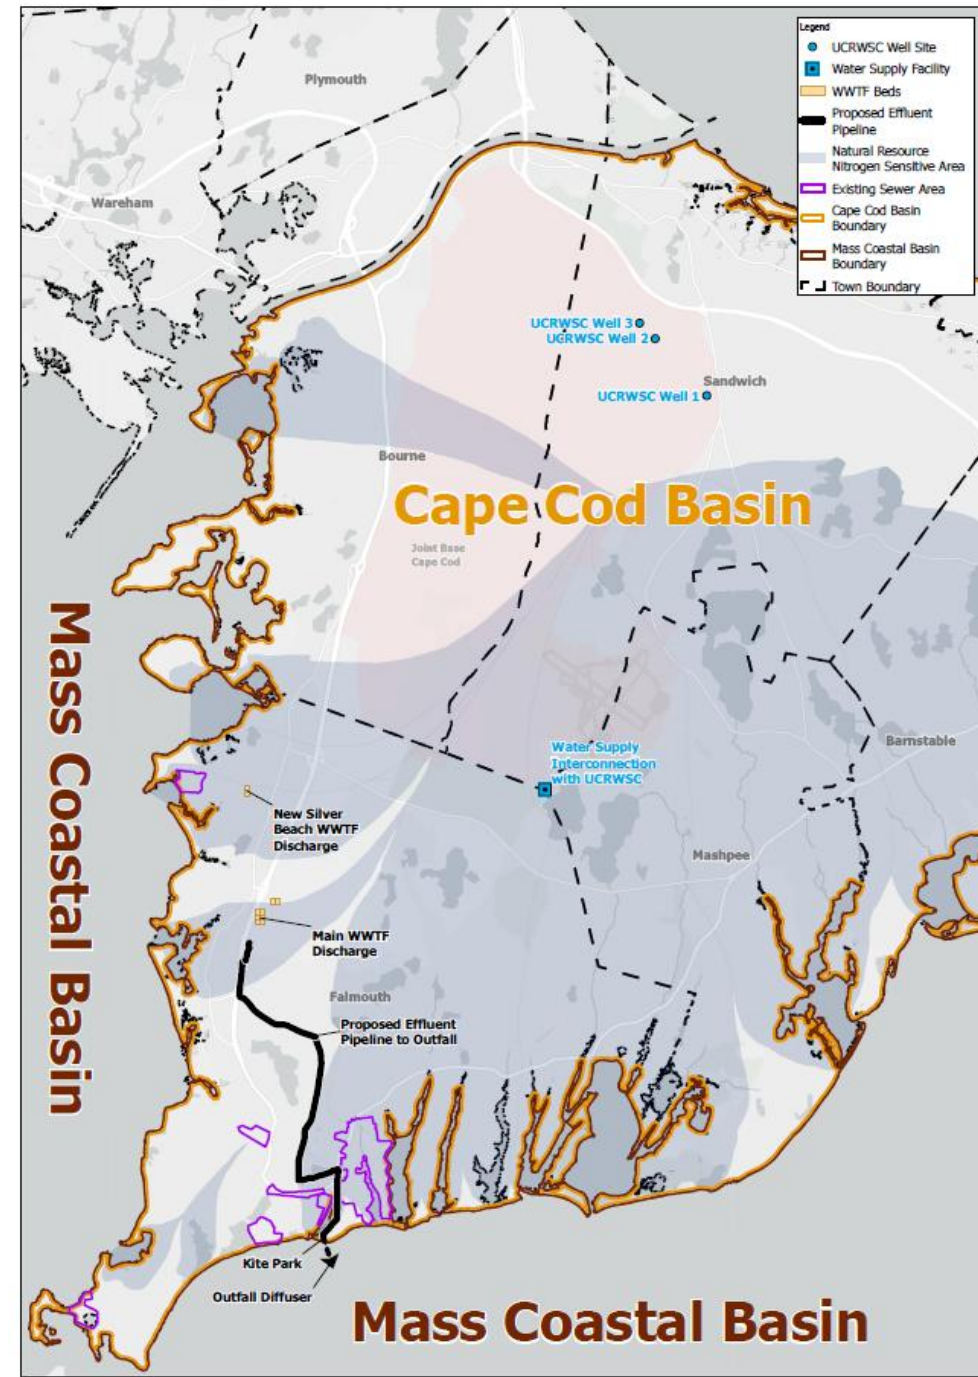 Legend
UCRWSC Well Site
Water Supply Facility
WWTF Beds
Proposed Effluent
Pipeline
Natural Resource
Nitrogen Sensitive Area
Existing Sewer Area
Cape Cod Basin
Boundary
Mass Coastal Basin
Boundary
Town Boundary
Plymouth
Wareham
UCRWSC Well 3
UCRWSC Well 2
Sandwich
UCRWSC Well 1
Bourne
Cape Cod Basin
Joint Base
Cape Cod
Mass Coastal Basin
Water Supply
Interconnection
with UCRWSC
Barnstable
New Silver
Beach WWTF
Discharge
Mashpee
Main WWTF
Discharge
Falmouth
Proposed Effluent
Pipeline to Outfall
Kite Park
Outfall Diffuser
Mass Coastal Basin